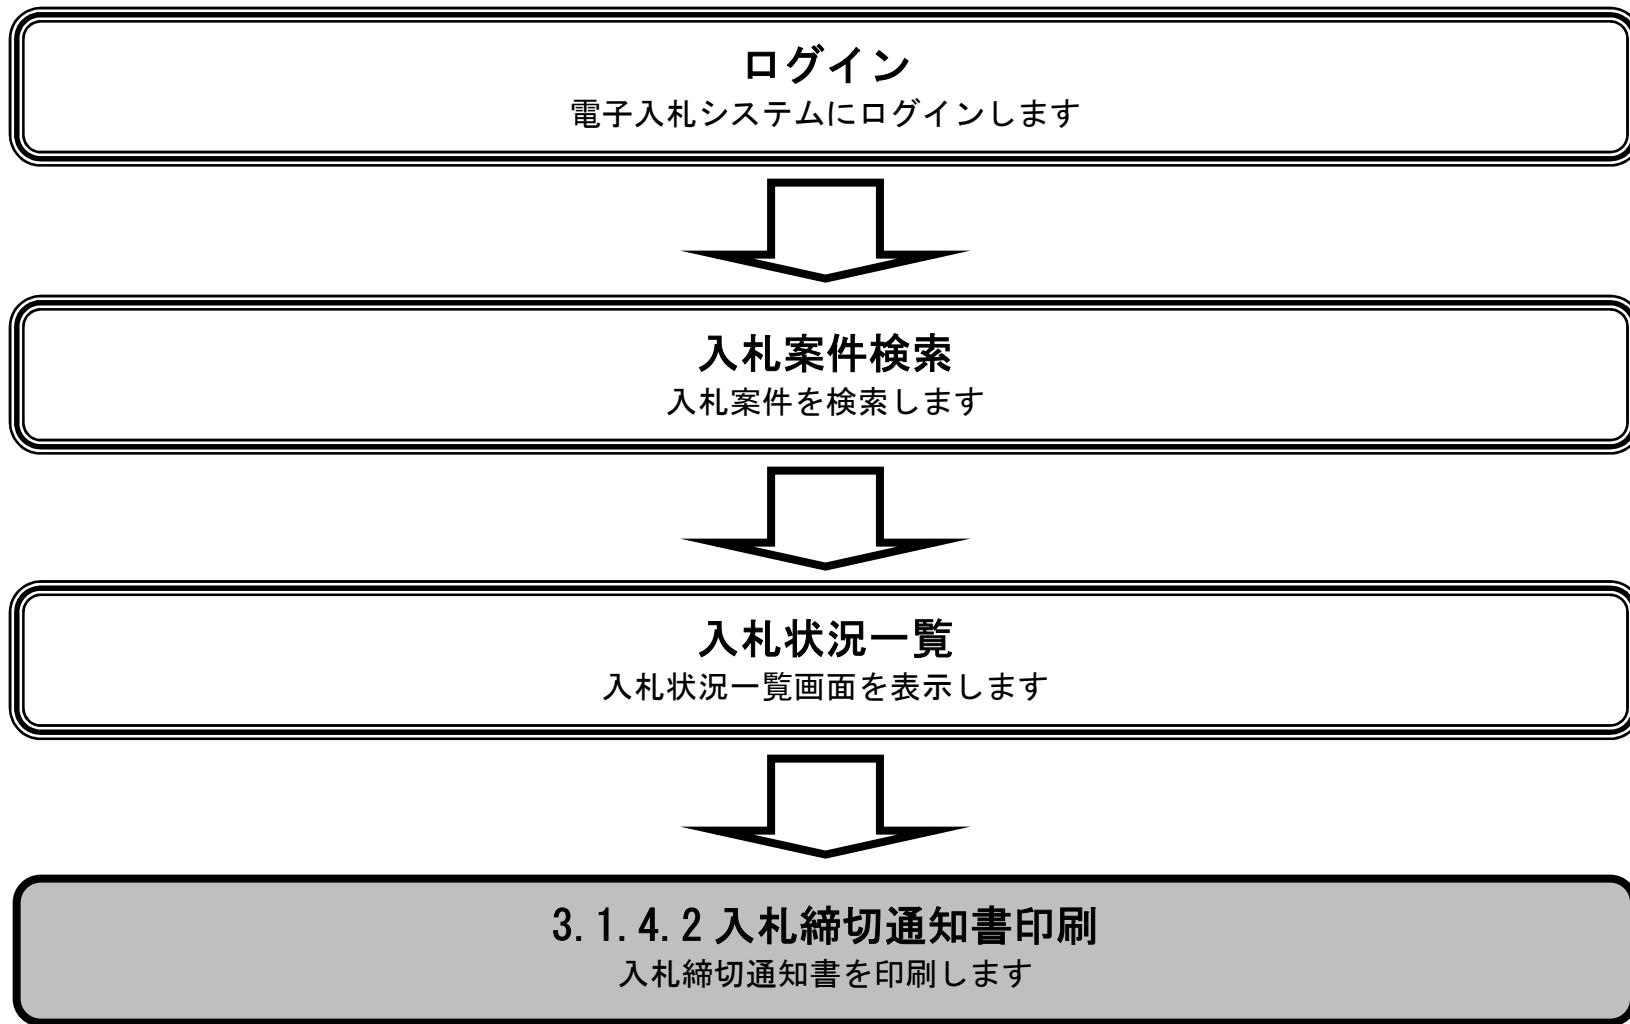 ログイン
電子入札システムにログインします
入札案件検索
入札案件を検索します
入札状況一覧
入札状況一覧画面を表示します
3.1.4.2 入札締切通知書印刷
入札締切通知書を印刷します